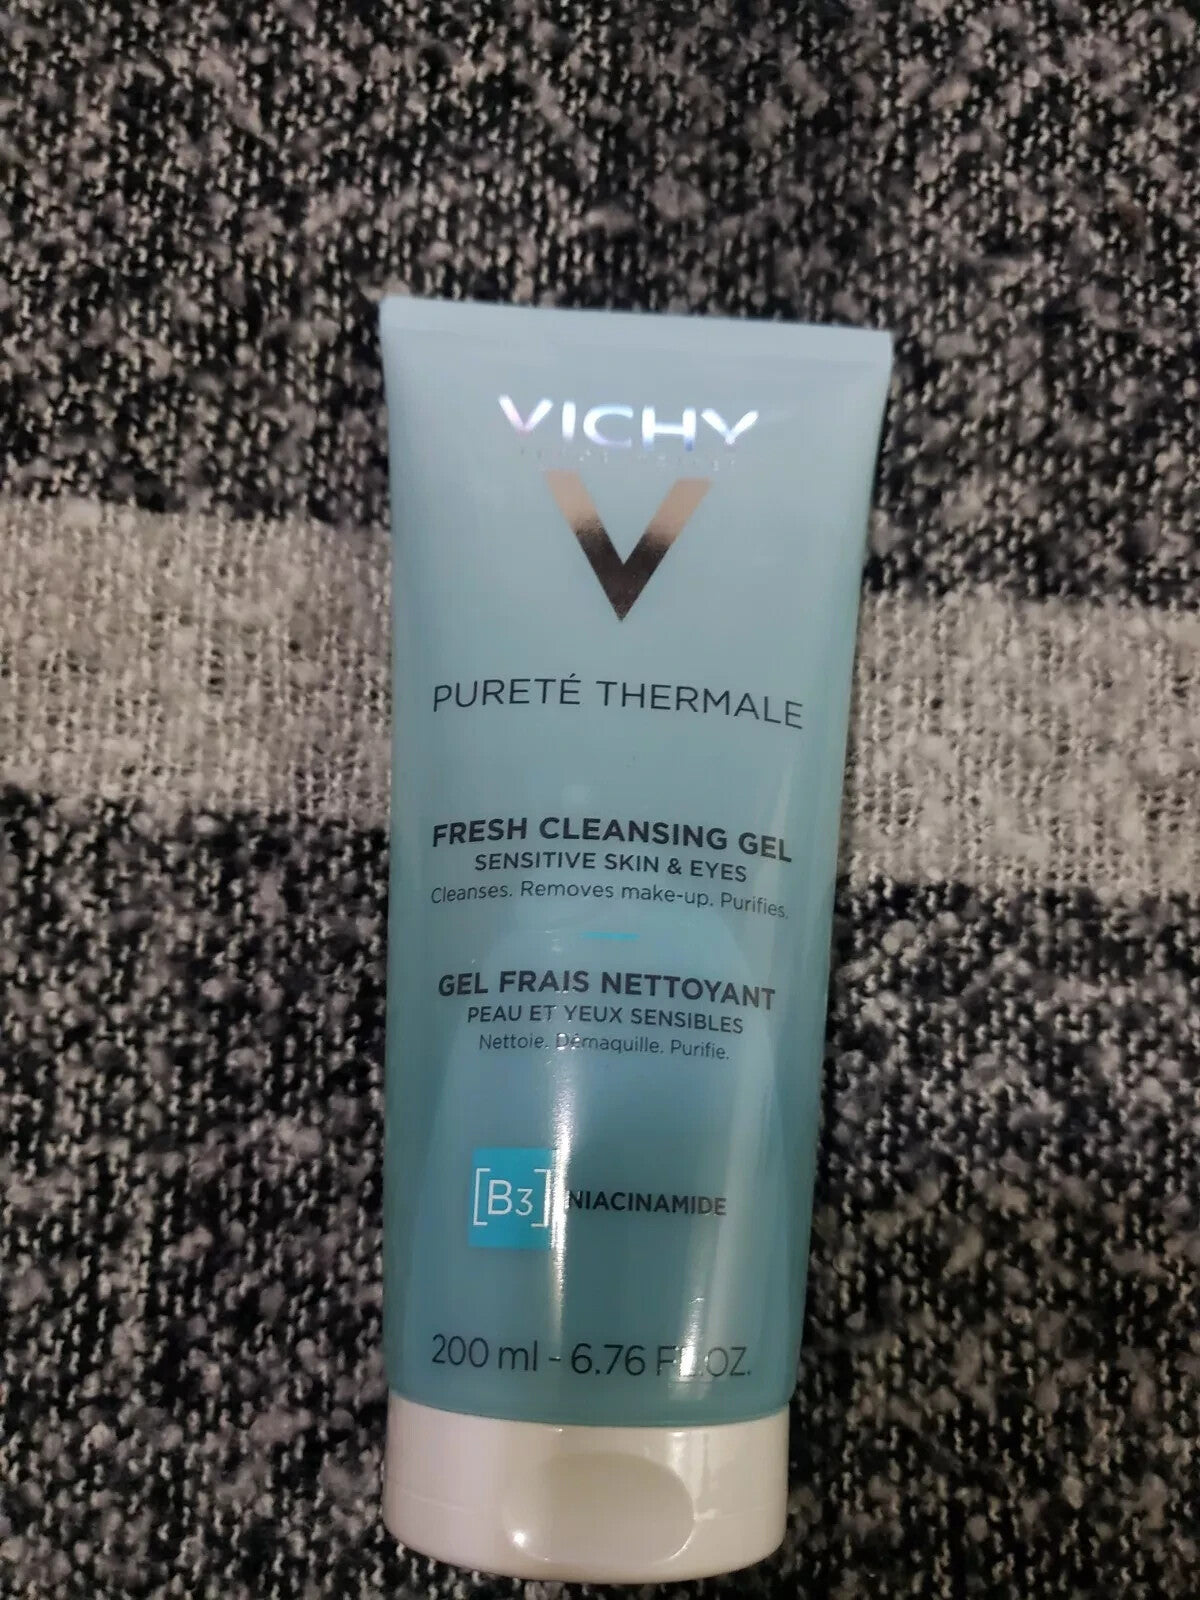 VICHY
PURETÉ THERMALE
FRESH CLEANSING GEL
SENSITIVE SKIN & EYES
Cleanses. Removes make-up. Purifies.
GEL FRAIS NETTOYANT
PEAU ET YEUX SENSIBLES
Nettoie. Démaquille. Purifie.
[B3] NIACINAMIDE
200 ml - 6.76 FL.OZ.